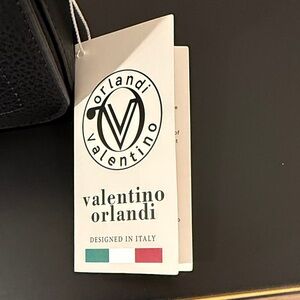 orlandi
valentino
valentino
orlandi
DESIGNED IN ITALY